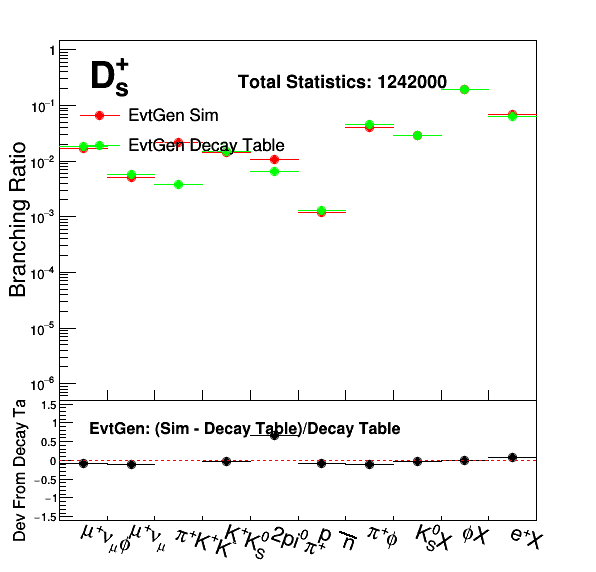 D_s^+
Total Statistics: 1242000
EvtGen Sim
EvtGen Decay Table
Branching Ratio
1
10^{-1}
10^{-2}
10^{-3}
10^{-4}
10^{-5}
10^{-6}
EvtGen: (Sim - Decay Table)/Decay Table
Dev From Decay Ta
1.5
1
0.5
0
−0.5
−1
−1.5
μ^+ν_μφ
μ^+ν_μ
π^+K^+K^-
K^+K_S^0
2pi^0π^+
p n̅
π^+φ
K_S^0X
φX
e^+X